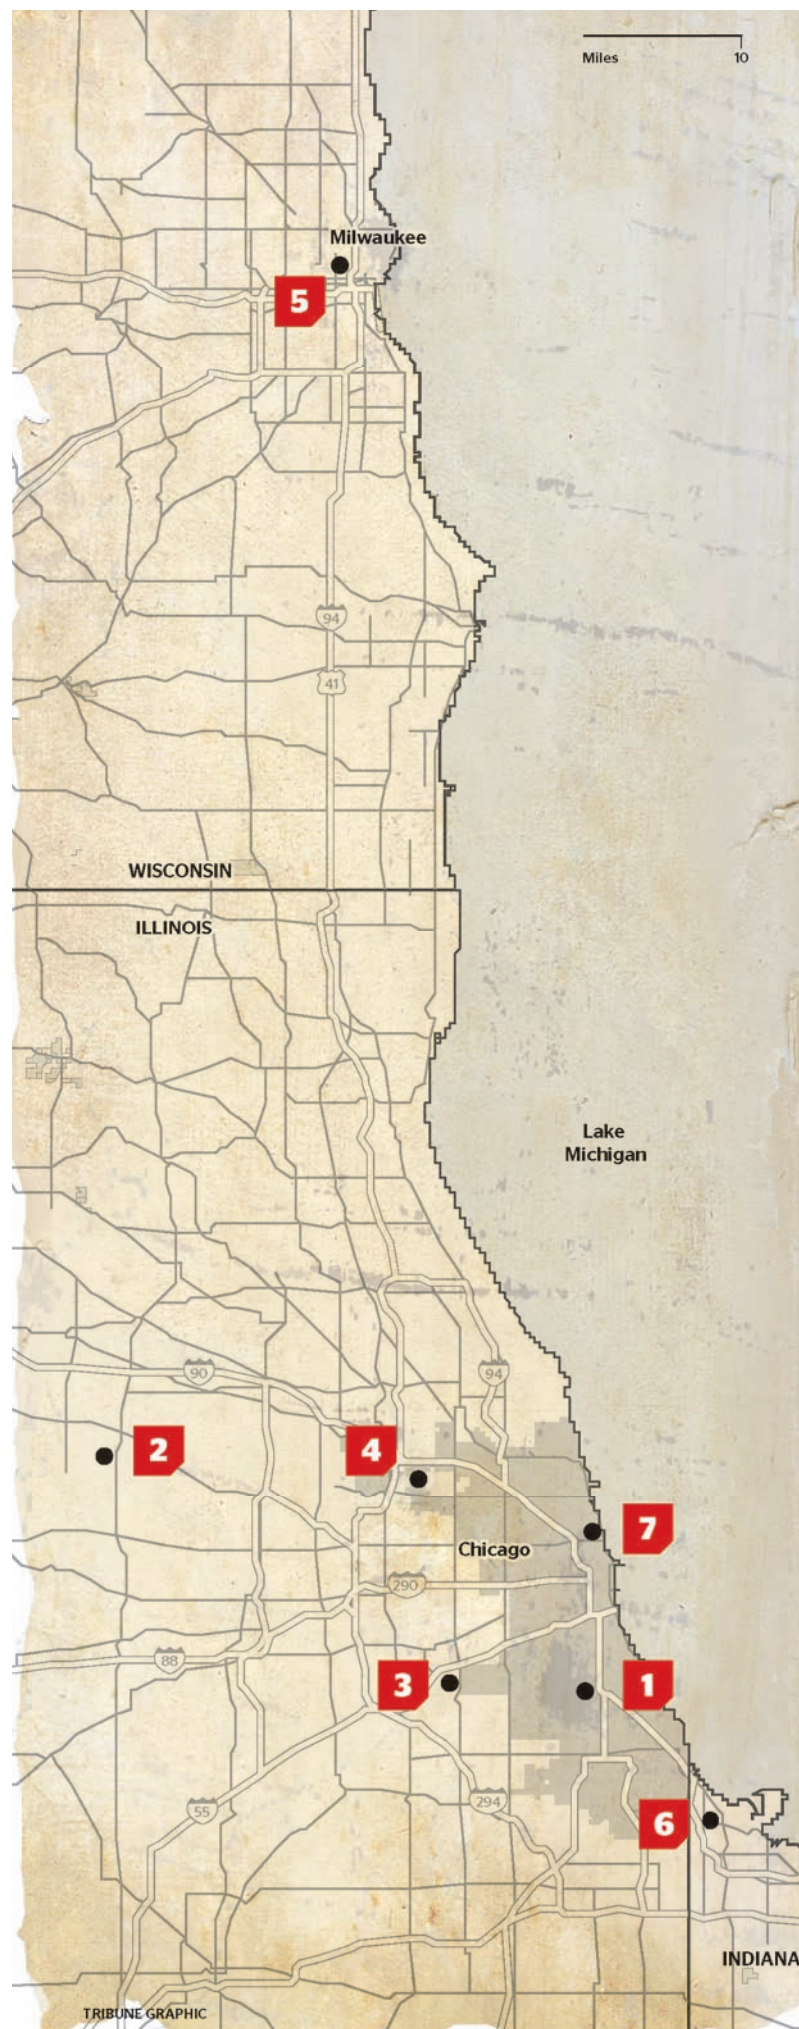 Miles 10
Milwaukee
5
94
41
WISCONSIN
ILLINOIS
Lake
Michigan
90
94
2
4
7
Chicago
290
88
3
1
55
294
6
INDIANA
TRIBUNE GRAPHIC